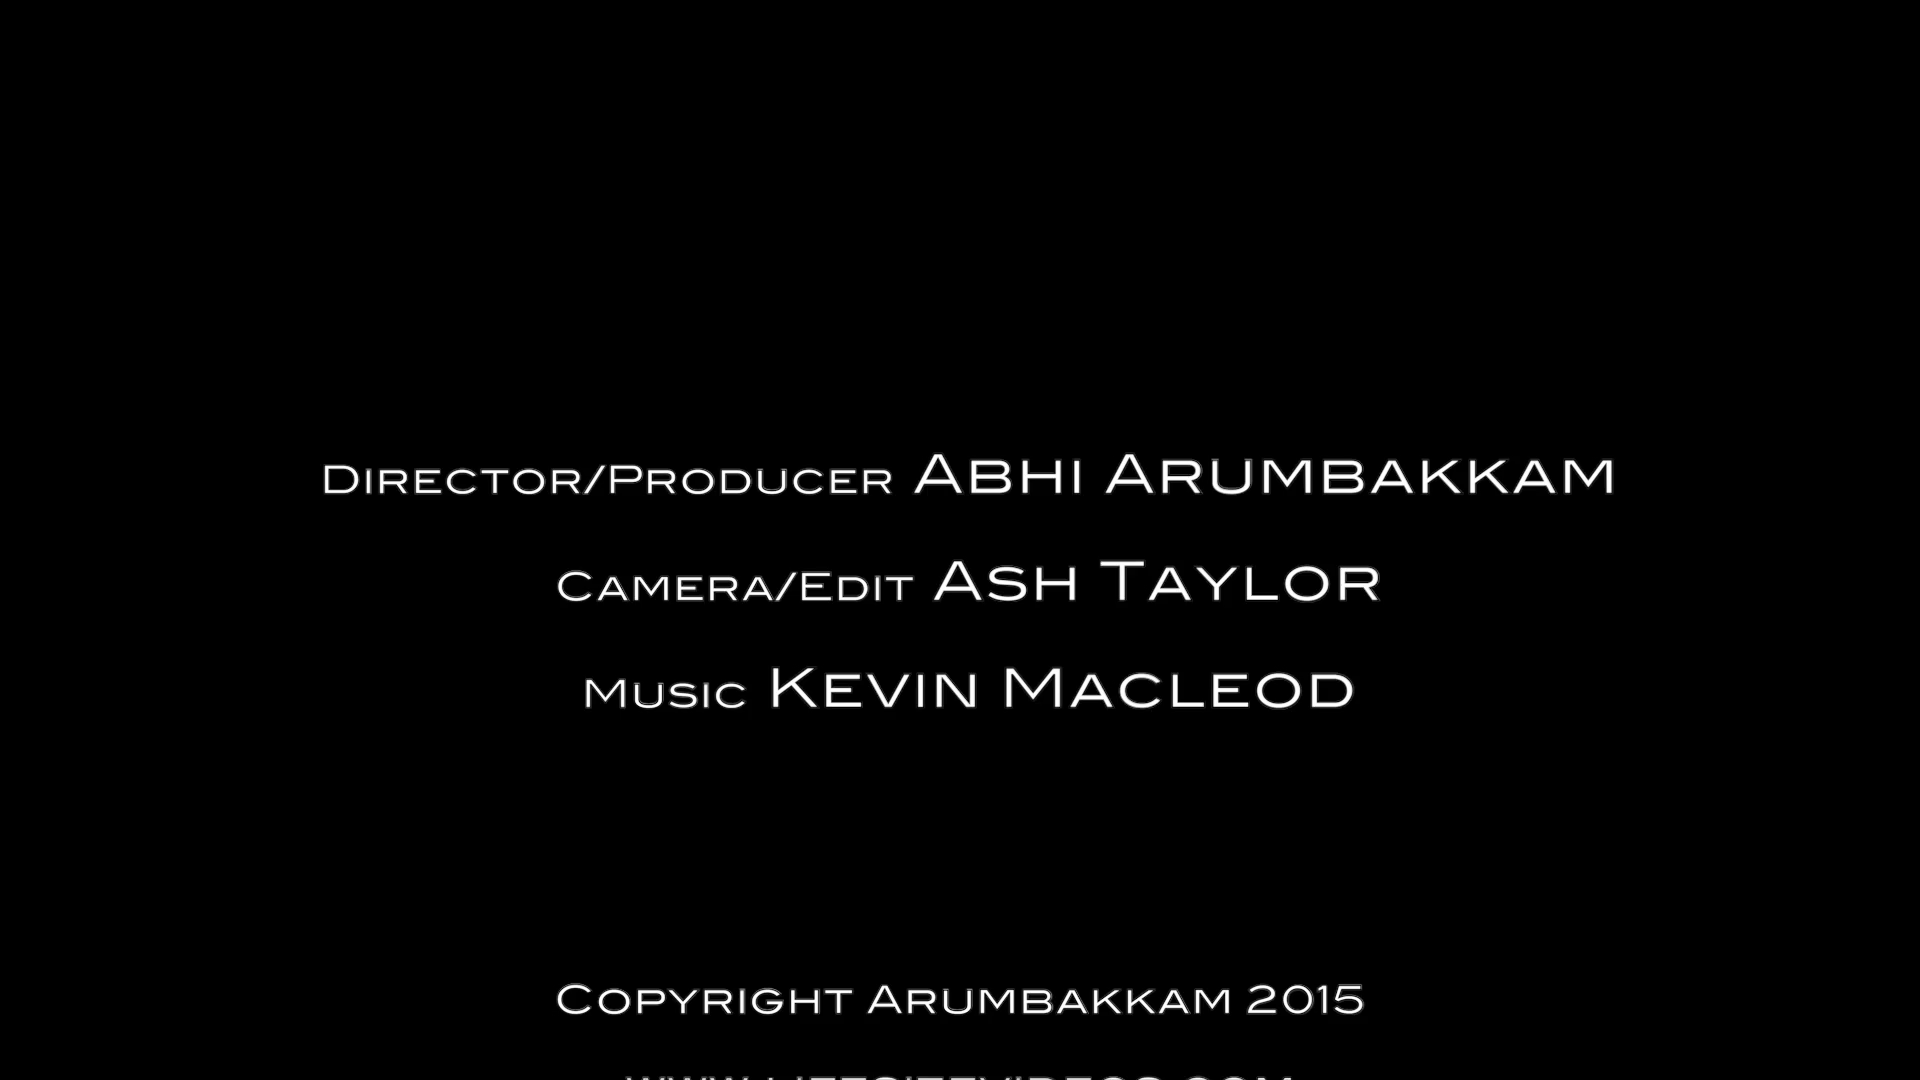 Director/Producer Abhi Arumbakkam
Camera/Edit Ash Taylor
Music Kevin Macleod
Copyright Arumbakkam 2015